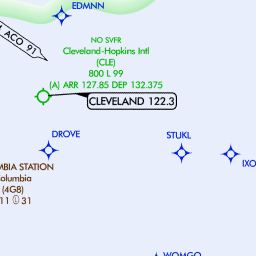 EDMNN
ACO 91
NO SVFR
Cleveland-Hopkins Intl
(CLE)
800 L 99
(A) ARR 127.85 DEP 132.375
CLEVELAND 122.3
DROVE
STUKL
IXO
MBIA STATION
olumbia
(4G8)
11 31
WOMGO